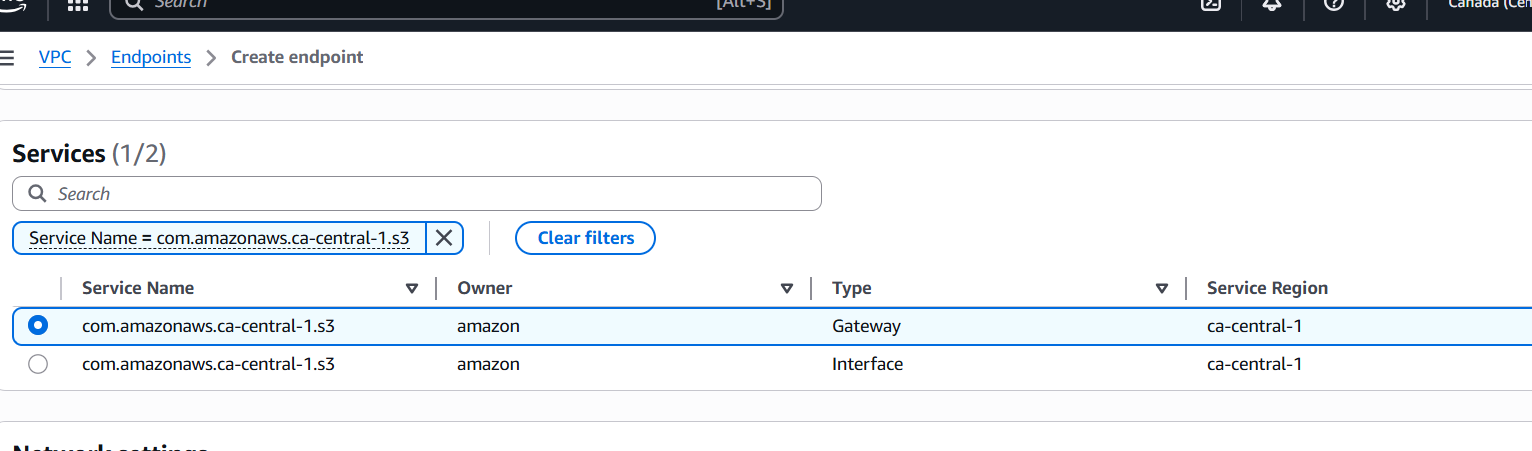 Search [Alt+S] Canada (Cen
VPC Endpoints Create endpoint
Services (1/2)
Search
Service Name = com.amazonaws.ca-central-1.s3 Clear filters
Service Name Owner Type Service Region
com.amazonaws.ca-central-1.s3 amazon Gateway ca-central-1
com.amazonaws.ca-central-1.s3 amazon Interface ca-central-1
Network settings